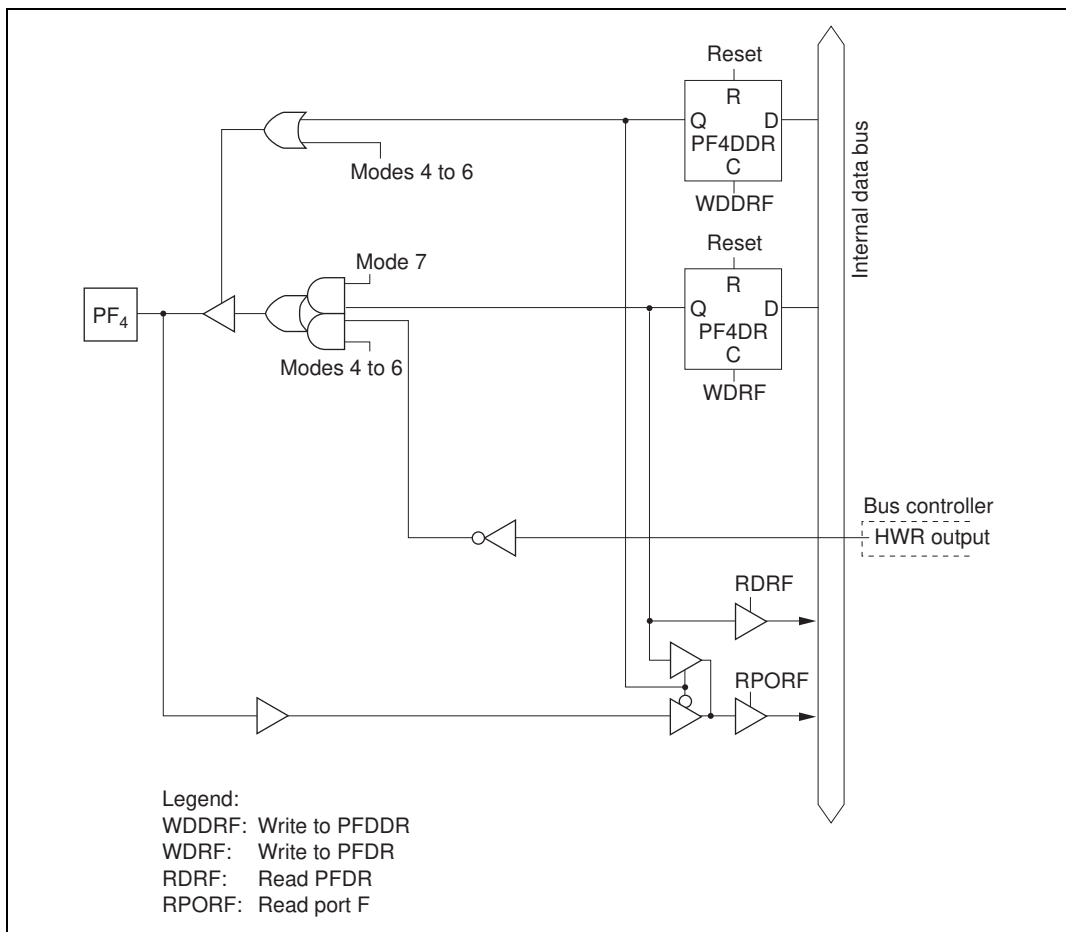 Reset
R
Q D
PF4DDR
C
WDDRF
Modes 4 to 6
Internal data bus
Reset
R
Q D
PF4DR
C
WDRF
Mode 7
PF4
Modes 4 to 6
Bus controller
HWR output
RDRF
RPORF
Legend:
WDDRF: Write to PFDDR
WDRF: Write to PFDR
RDRF: Read PFDR
RPORF: Read port F